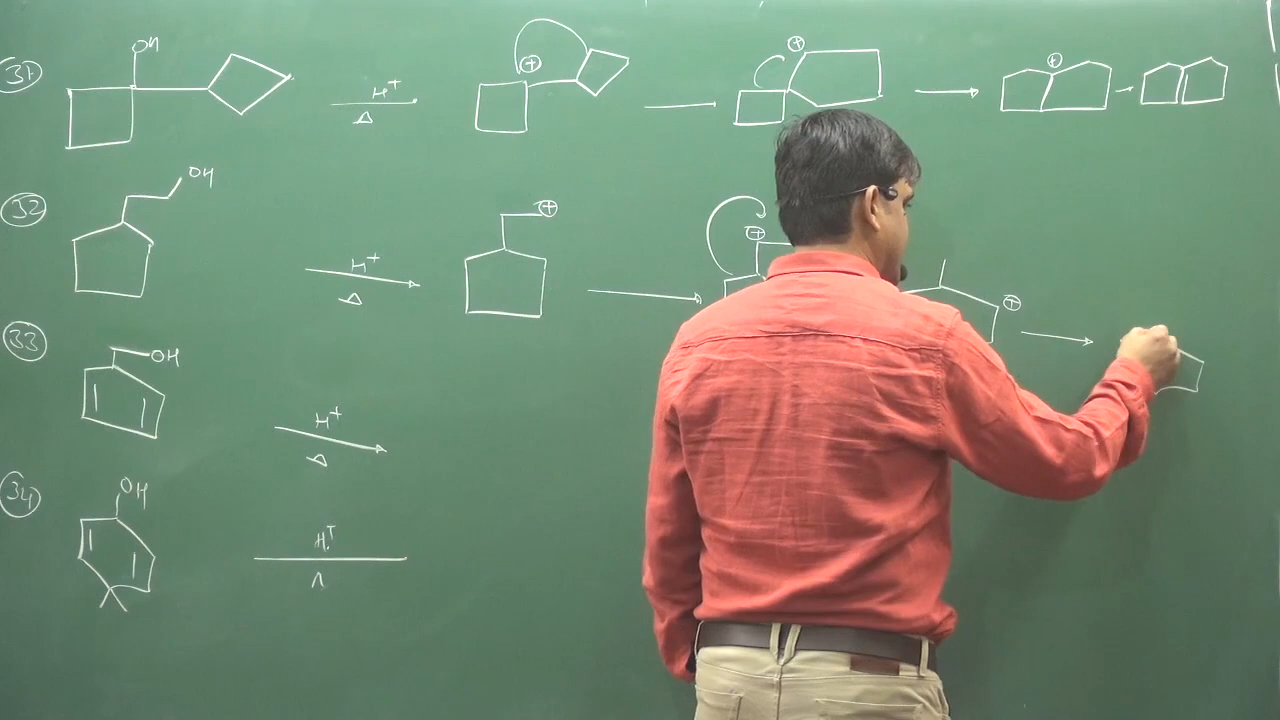 31 OH H⁺ Δ ⊕ ⊕ ⊕
32 OH H⁺ Δ ⊕ ⊕ ⊕
33 OH H⁺ Δ
34 OH H⁺ Δ